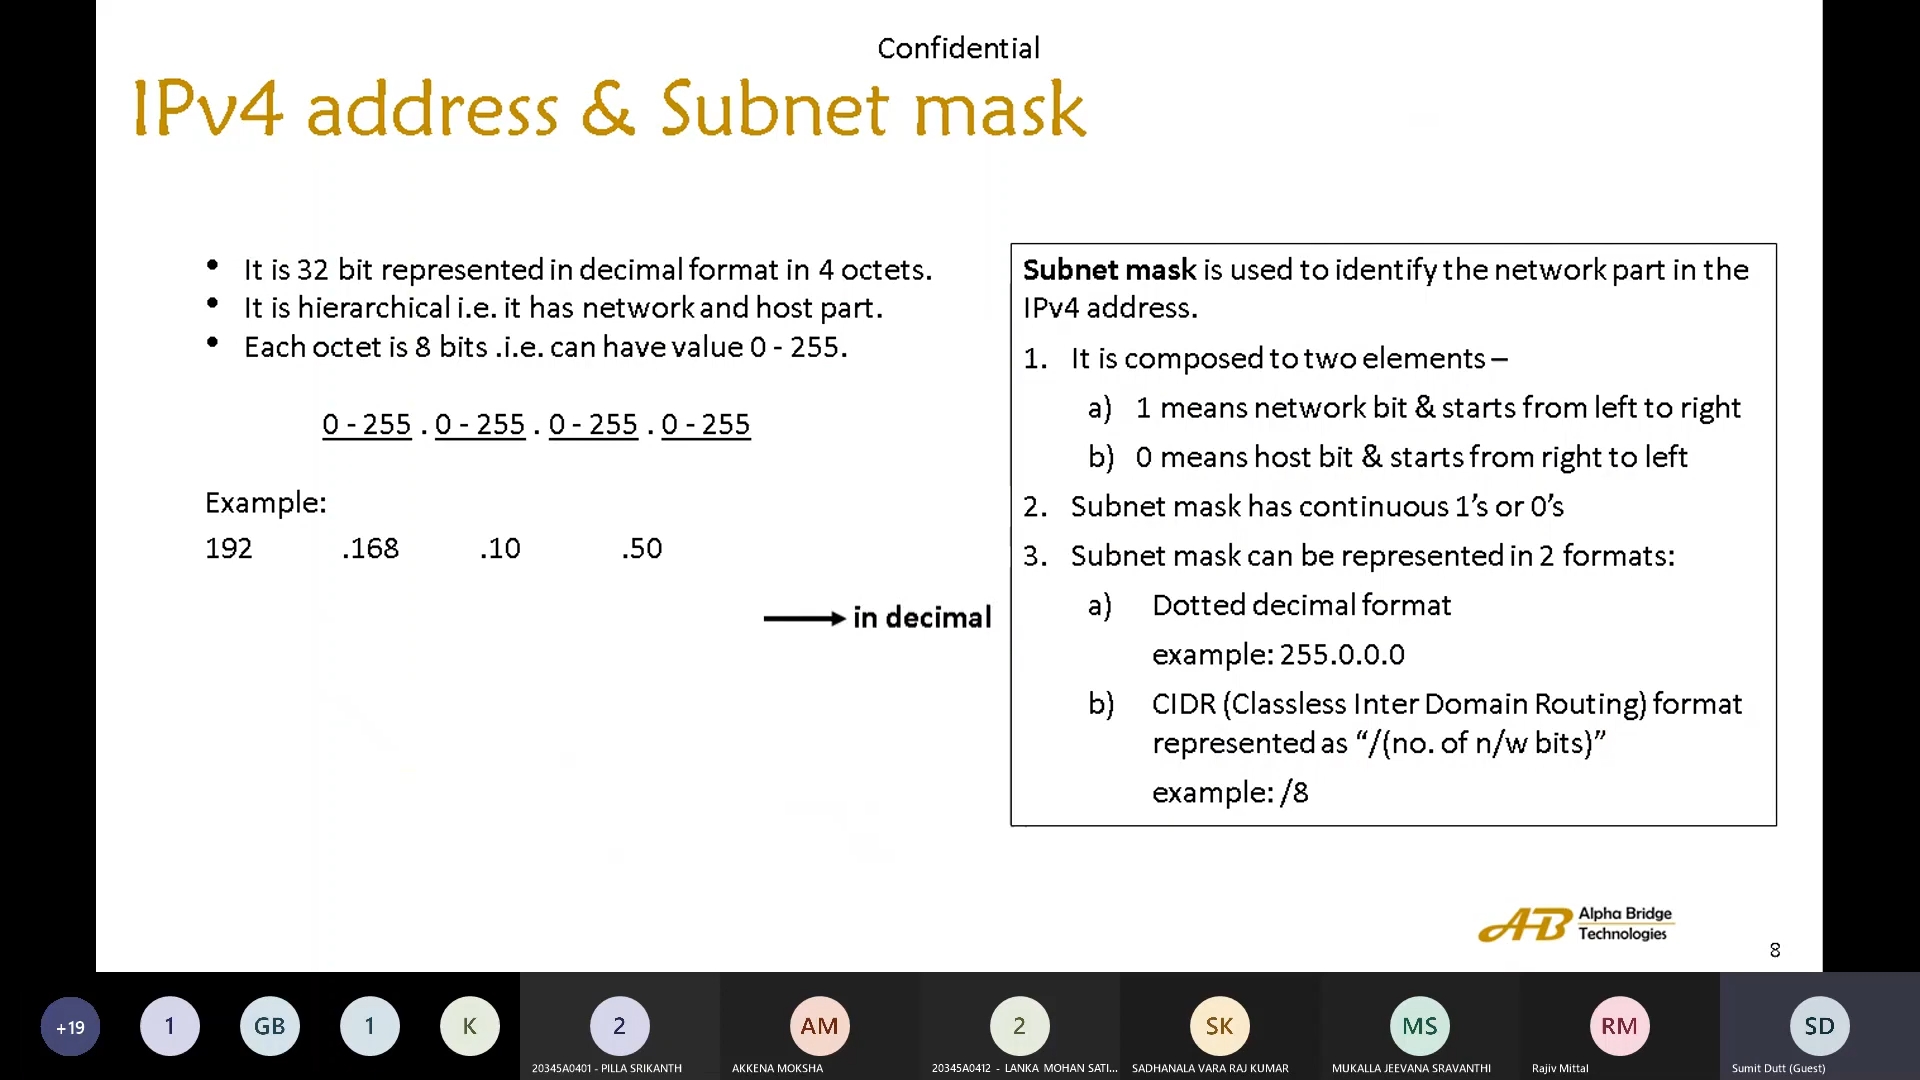 Confidential
IPv4 address & Subnet mask
• It is 32 bit represented in decimal format in 4 octets.
• It is hierarchical i.e. it has network and host part.
• Each octet is 8 bits .i.e. can have value 0 - 255.
0 - 255 . 0 - 255 . 0 - 255 . 0 - 255
Example:
192 .168 .10 .50
in decimal
Subnet mask is used to identify the network part in the
IPv4 address.
1. It is composed to two elements –
a) 1 means network bit & starts from left to right
b) 0 means host bit & starts from right to left
2. Subnet mask has continuous 1’s or 0’s
3. Subnet mask can be represented in 2 formats:
a) Dotted decimal format
example: 255.0.0.0
b) CIDR (Classless Inter Domain Routing) format
represented as “/(no. of n/w bits)”
example: /8
AB Alpha Bridge
Technologies
8
+19 1 GB 1 K 2 AM 2 SK MS RM SD
20345A0401 - PILLA SRIKANTH AKKENA MOKSHA 20345A0412 - LANKA MOHAN SATI... SADHANALA VARA RAJ KUMAR MUKALLA JEEVANA SRAVANTHI Rajiv Mittal Sumit Dutt (Guest)